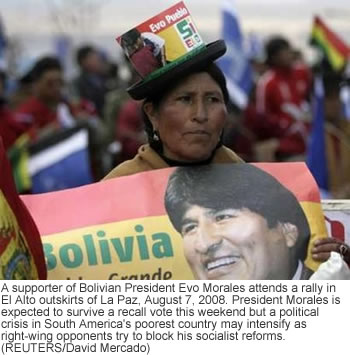 Evo Pueblo
SÍ
Bolivia
Grande
A supporter of Bolivian President Evo Morales attends a rally in
El Alto outskirts of La Paz, August 7, 2008. President Morales is
expected to survive a recall vote this weekend but a political
crisis in South America's poorest country may intensify as
right-wing opponents try to block his socialist reforms.
(REUTERS/David Mercado)